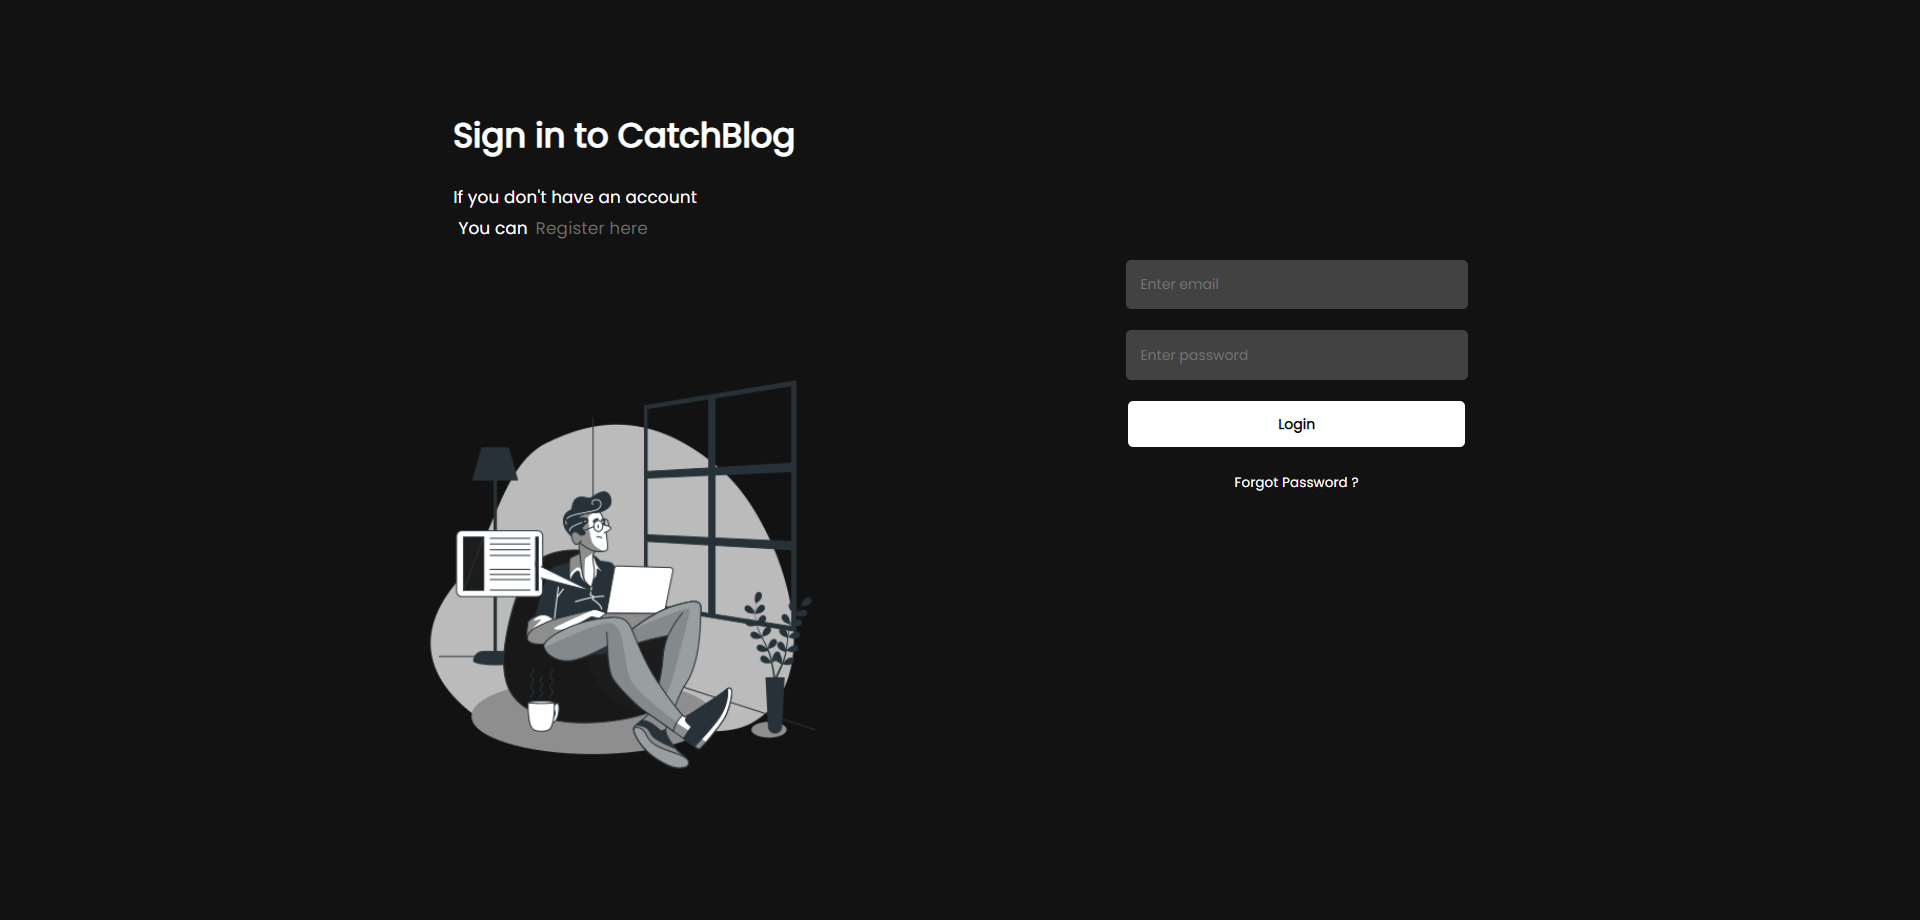 Sign in to CatchBlog
If you don't have an account
You can Register here
Enter email
Enter password
Login
Forgot Password ?